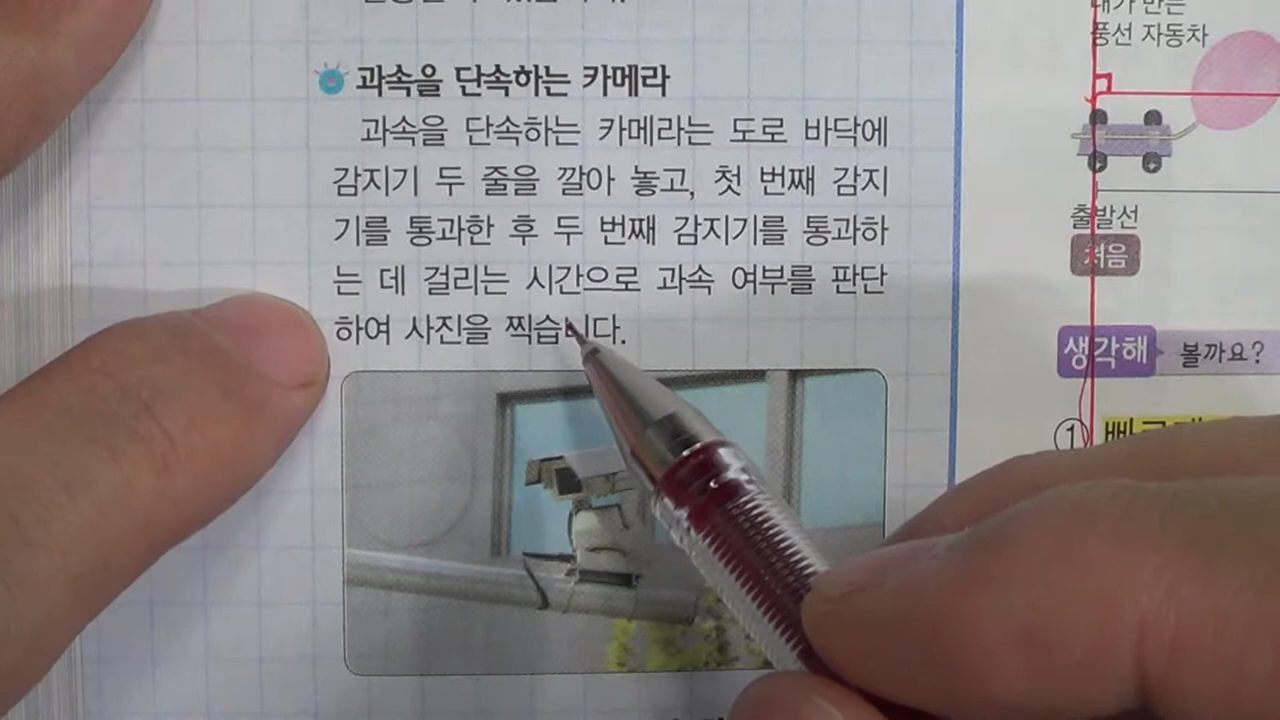 과속을 단속하는 카메라
과속을 단속하는 카메라는 도로 바닥에
감지기 두 줄을 깔아 놓고, 첫 번째 감지
기를 통과한 후 두 번째 감지기를 통과하
는 데 걸리는 시간으로 과속 여부를 판단
하여 사진을 찍습니다.
내가 만든
풍선 자동차
출발선
처음
생각해 볼까요?
①